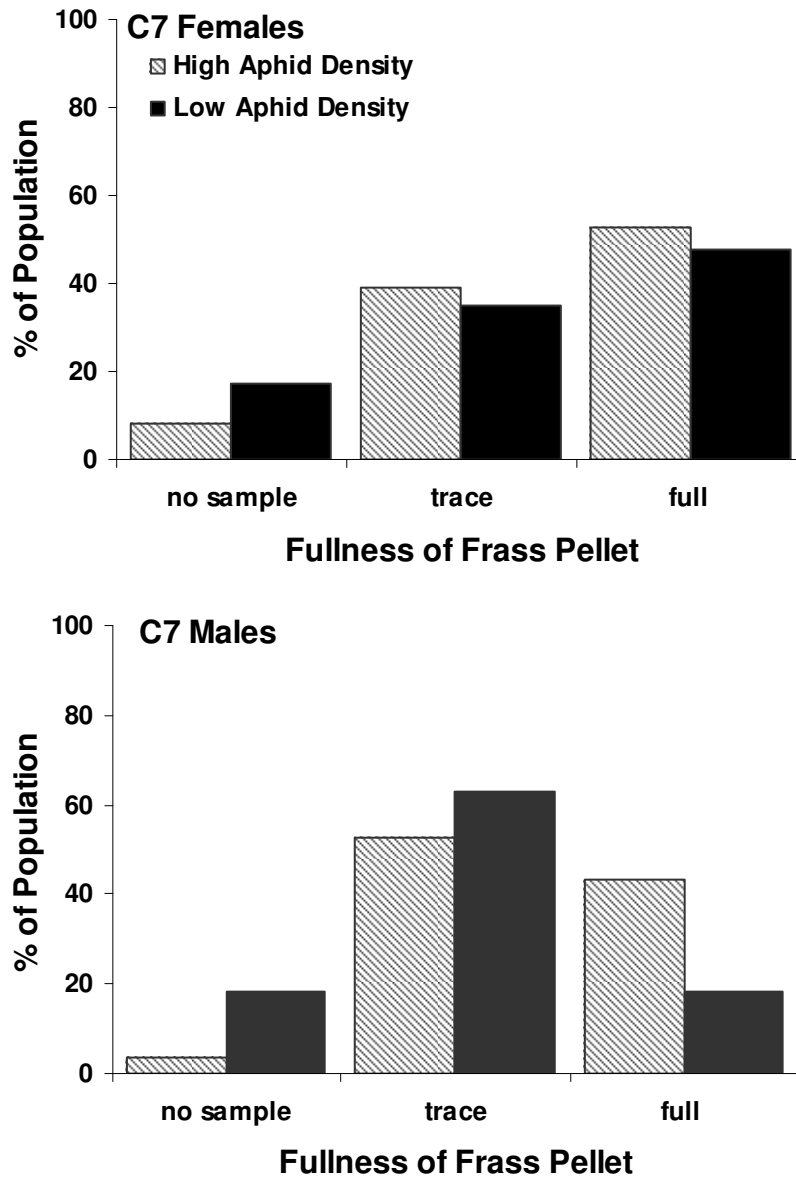 C7 Females
High Aphid Density
Low Aphid Density
% of Population
100
80
60
40
20
0
no sample trace full
Fullness of Frass Pellet
C7 Males
% of Population
100
80
60
40
20
0
no sample trace full
Fullness of Frass Pellet